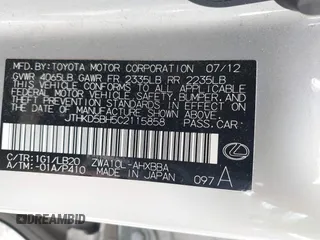 MFD.BY:TOYOTA MOTOR CORPORATION 07/12
GVWR 4065LB GAWR FR 2335LB RR 2235LB
THIS VEHICLE CONFORMS TO ALL APPLICABLE
FEDERAL MOTOR VEHICLE SAFETY, BUMPER, AND
THEFT PREVENTION STANDARDS IN EFFECT ON THE
DATE OF MANUFACTURE SHOWN ABOVE.
JTHKD5BH5C2115858
PASS. CAR
C/TR:1G1/LB20 ZWA10L-AHXBBA
A/TM:-01A/P410 MADE IN JAPAN
097 A